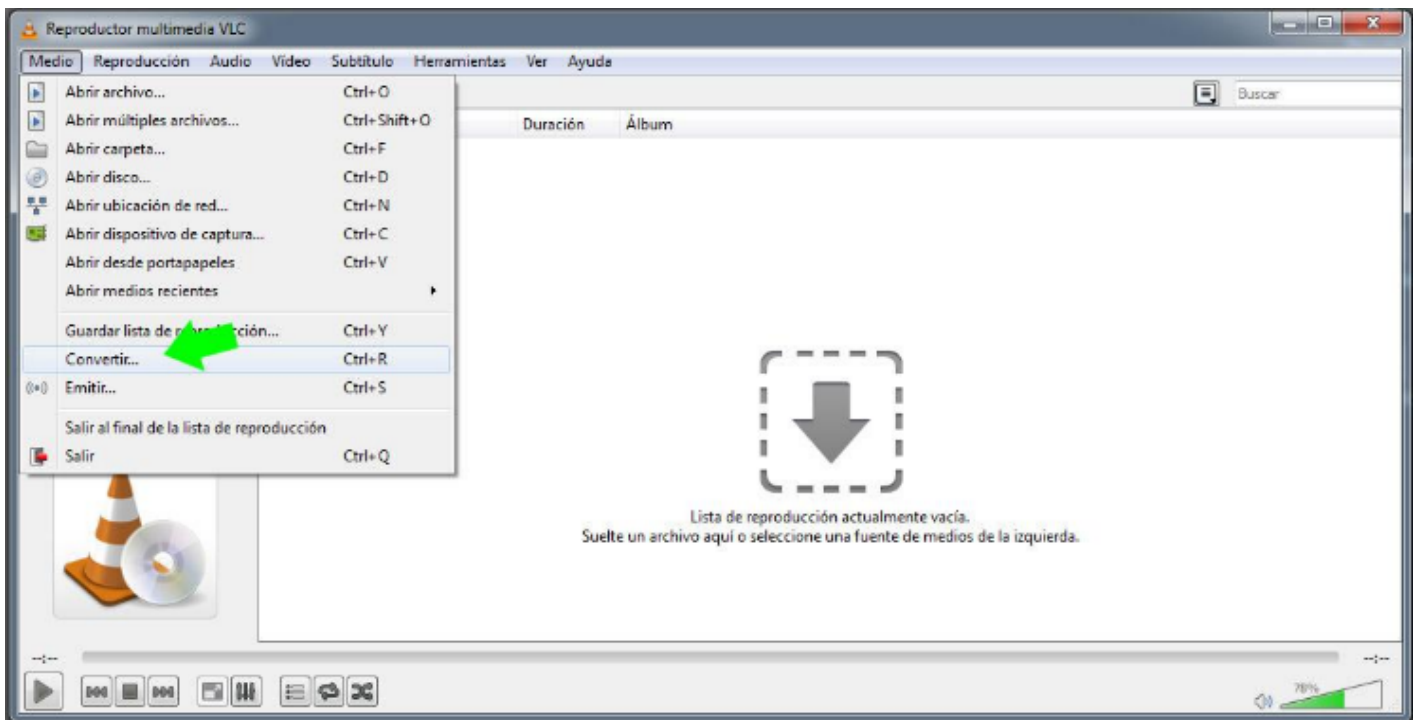 Reproductor multimedia VLC
Medio Reproducción Audio Vídeo Subtítulo Herramientas Ver Ayuda
Abrir archivo... Ctrl+O
Buscar
Abrir múltiples archivos... Ctrl+Shift+O
Duración Álbum
Abrir carpeta... Ctrl+F
Abrir disco... Ctrl+D
Abrir ubicación de red... Ctrl+N
Abrir dispositivo de captura... Ctrl+C
Abrir desde portapapeles Ctrl+V
Abrir medios recientes
Guardar lista de reproducción... Ctrl+Y
Convertir... Ctrl+R
Emitir... Ctrl+S
Salir al final de la lista de reproducción
Salir Ctrl+Q
Lista de reproducción actualmente vacía.
Suelte un archivo aquí o seleccione una fuente de medios de la izquierda.
--:-- --:--
78%